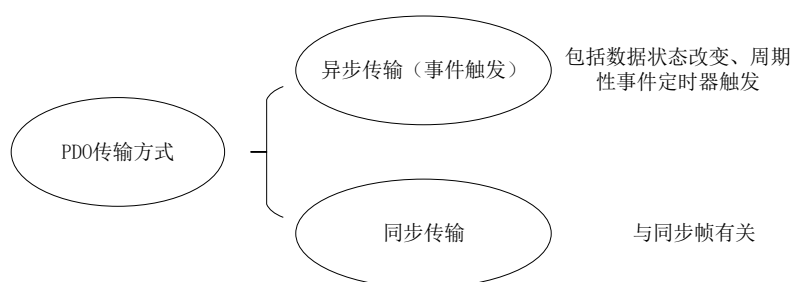 异步传输（事件触发）
包括数据状态改变、周期
性事件定时器触发
PDO传输方式
同步传输
与同步帧有关